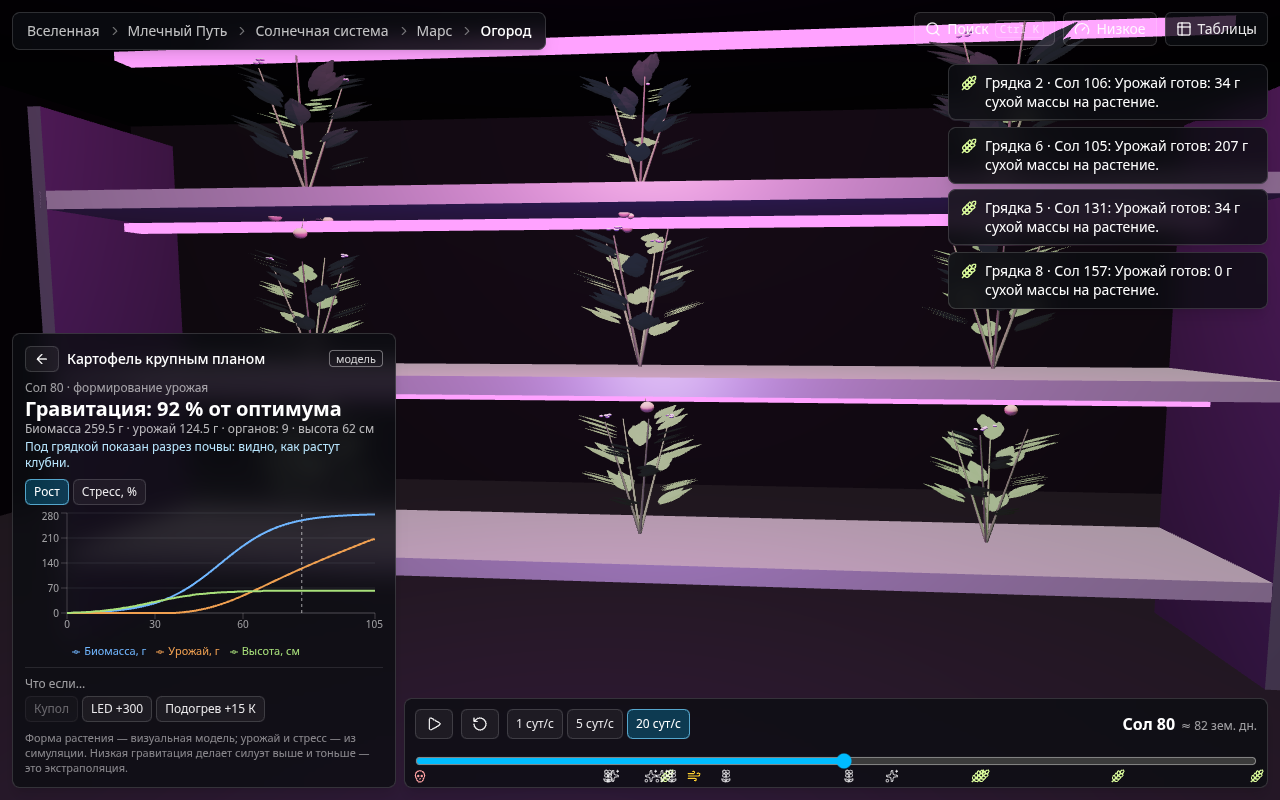 Вселенная > Млечный Путь > Солнечная система > Марс > Огород
Поиск Ctrl K
Низкое
Таблицы
Грядка 2 · Сол 106: Урожай готов: 34 г
сухой массы на растение.
Грядка 6 · Сол 105: Урожай готов: 207 г
сухой массы на растение.
Грядка 5 · Сол 131: Урожай готов: 34 г
сухой массы на растение.
Грядка 8 · Сол 157: Урожай готов: 0 г
сухой массы на растение.
Картофель крупным планом
модель
Сол 80 · формирование урожая
Гравитация: 92 % от оптимума
Биомасса 259.5 г · урожай 124.5 г · органов: 9 · высота 62 см
Под грядкой показан разрез почвы: видно, как растут
клубни.
Рост
Стресс, %
280
210
140
70
0
0 30 60 105
Биомасса, г Урожай, г Высота, см
Что если...
Купол
LED +300
Подогрев +15 К
Форма растения — визуальная модель; урожай и стресс — из
симуляции. Низкая гравитация делает силуэт выше и тоньше —
это экстраполяция.
1 сут/с
5 сут/с
20 сут/с
Сол 80 ≈ 82 зем. дн.